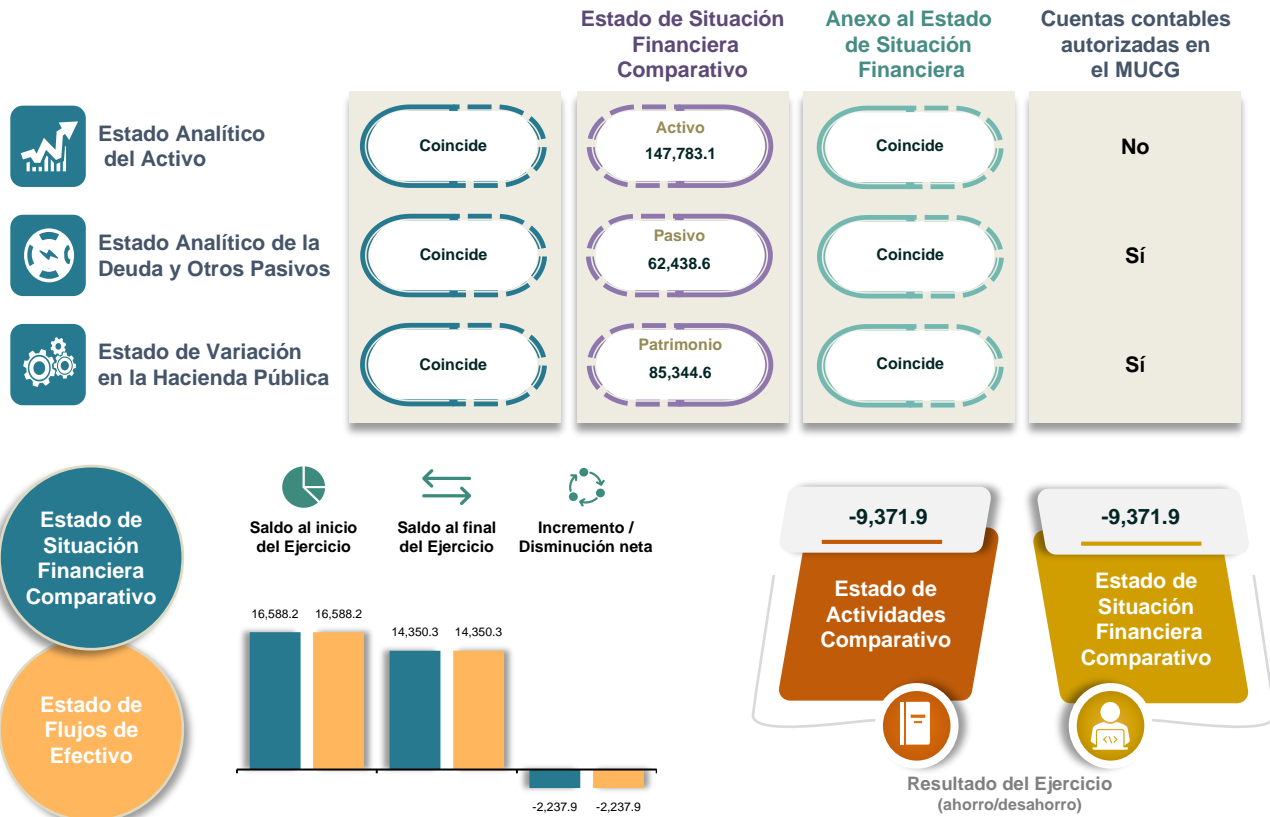 Estado de Situación
Financiera
Comparativo
Anexo al Estado
de Situación
Financiera
Cuentas contables
autorizadas en
el MUCG
Estado Analítico
del Activo
Coincide
Activo
147,783.1
Coincide
No
Estado Analítico de la
Deuda y Otros Pasivos
Coincide
Pasivo
62,438.6
Coincide
Sí
Estado de Variación
en la Hacienda Pública
Coincide
Patrimonio
85,344.6
Coincide
Sí
Estado de
Situación
Financiera
Comparativo
Estado de
Flujos de
Efectivo
Saldo al inicio
del Ejercicio
Saldo al final
del Ejercicio
Incremento /
Disminución neta
16,588.2
16,588.2
14,350.3
14,350.3
-2,237.9
-2,237.9
-9,371.9
Estado de
Actividades
Comparativo
-9,371.9
Estado de
Situación
Financiera
Comparativo
Resultado del Ejercicio
(ahorro/desahorro)